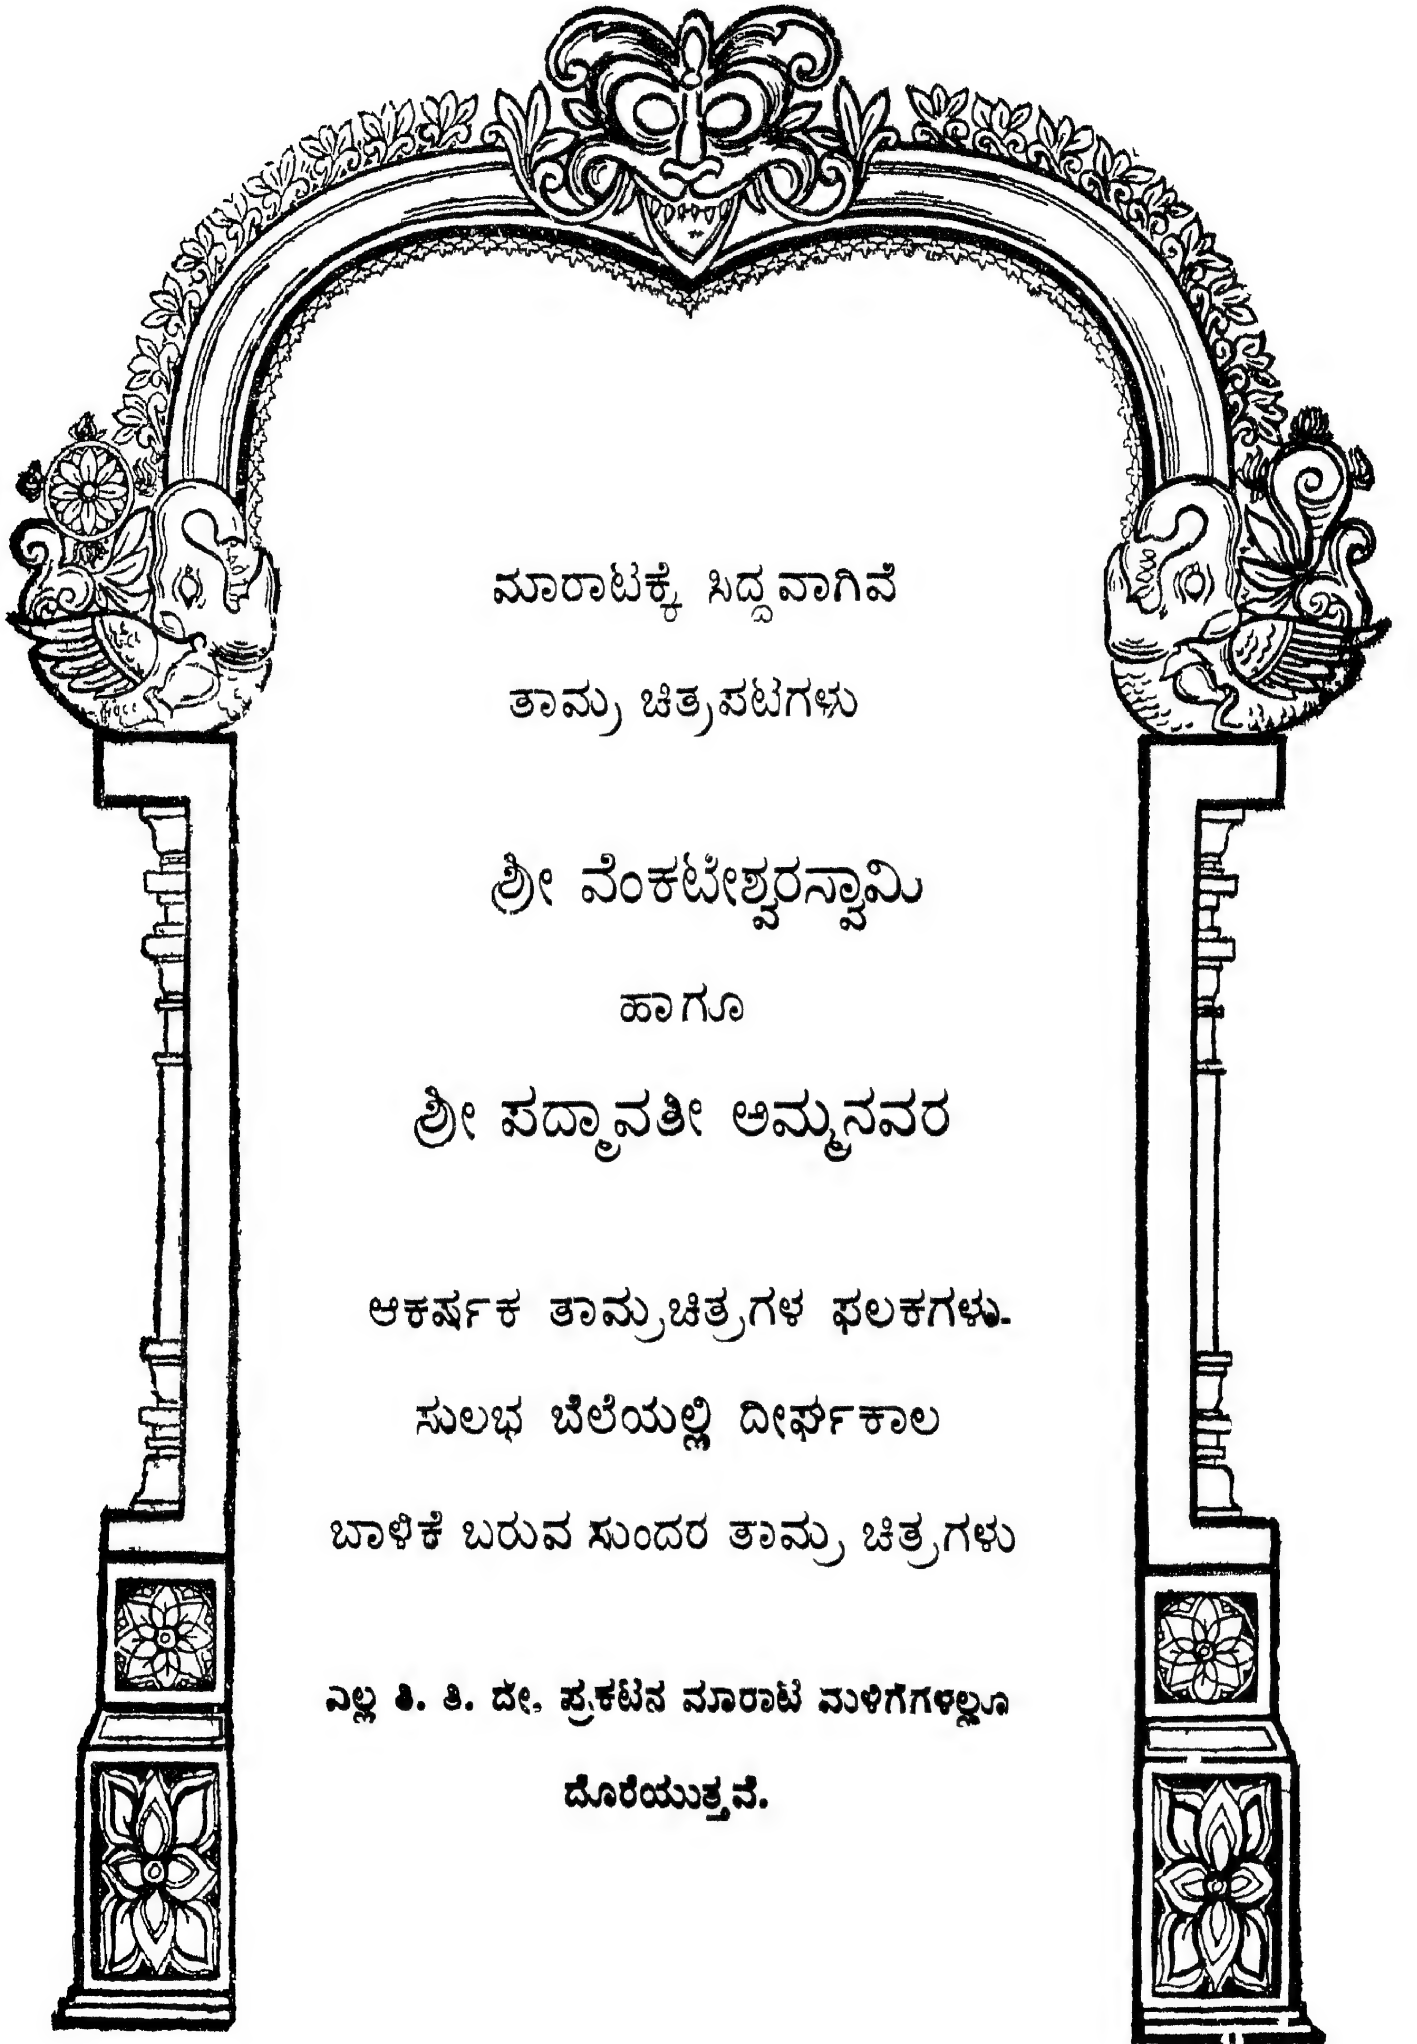 ಮಾರಾಟಕ್ಕೆ ಸಿದ್ದವಾಗಿವೆ
ತಾಮ್ರ ಚಿತ್ರಪಟಗಳು
ಶ್ರೀ ವೆಂಕಟೇಶ್ವರಸ್ವಾಮಿ
ಹಾಗೂ
ಶ್ರೀ ಪದ್ಮಾವತೀ ಅಮ್ಮನವರ
ಆಕರ್ಷಕ ತಾಮ್ರಚಿತ್ರಗಳ ಫಲಕಗಳು.
ಸುಲಭ ಬೆಲೆಯಲ್ಲಿ ದೀರ್ಘಕಾಲ
ಬಾಳಿಕೆ ಬರುವ ಸುಂದರ ತಾಮ್ರ ಚಿತ್ರಗಳು
ಎಲ್ಲ ತಿ. ತಿ. ದೇ. ಪ್ರಕಟನ ಮಾರಾಟ ಮಳಿಗೆಗಳಲ್ಲೂ
ದೊರೆಯುತ್ತವೆ.